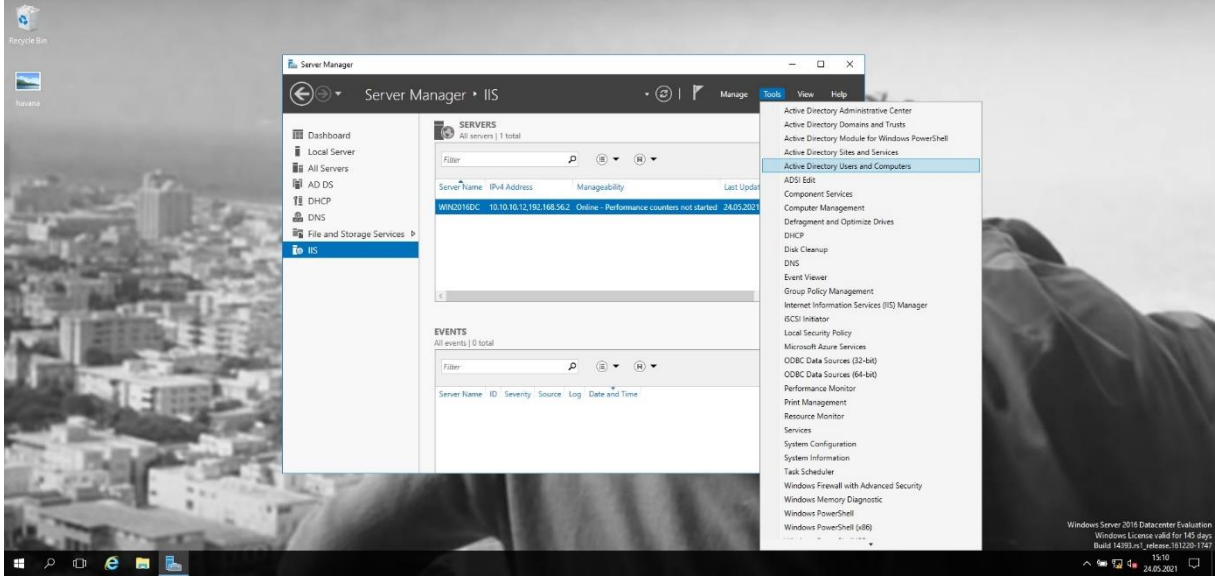 Recycle Bin
havana
Server Manager
Server Manager ‣ IIS
Manage Tools View Help
Dashboard
Local Server
All Servers
AD DS
DHCP
DNS
File and Storage Services
IIS
SERVERS
All servers | 1 total
Filter
Server Name IPv4 Address Manageability Last Updat
WIN2016DC 10.10.10.12,192.168.56.2 Online - Performance counters not started 24.05.2021
EVENTS
All events | 0 total
Filter
Server Name ID Severity Source Log Date and Time
Active Directory Administrative Center
Active Directory Domains and Trusts
Active Directory Module for Windows PowerShell
Active Directory Sites and Services
Active Directory Users and Computers
ADSI Edit
Component Services
Computer Management
Defragment and Optimize Drives
DHCP
Disk Cleanup
DNS
Event Viewer
Group Policy Management
Internet Information Services (IIS) Manager
iSCSI Initiator
Local Security Policy
Microsoft Azure Services
ODBC Data Sources (32-bit)
ODBC Data Sources (64-bit)
Performance Monitor
Print Management
Resource Monitor
Services
System Configuration
System Information
Task Scheduler
Windows Firewall with Advanced Security
Windows Memory Diagnostic
Windows PowerShell
Windows PowerShell (x86)
Windows Server 2016 Datacenter Evaluation
Windows License valid for 145 days
Build 14393.rs1_release.161220-1747
15:10
24.05.2021